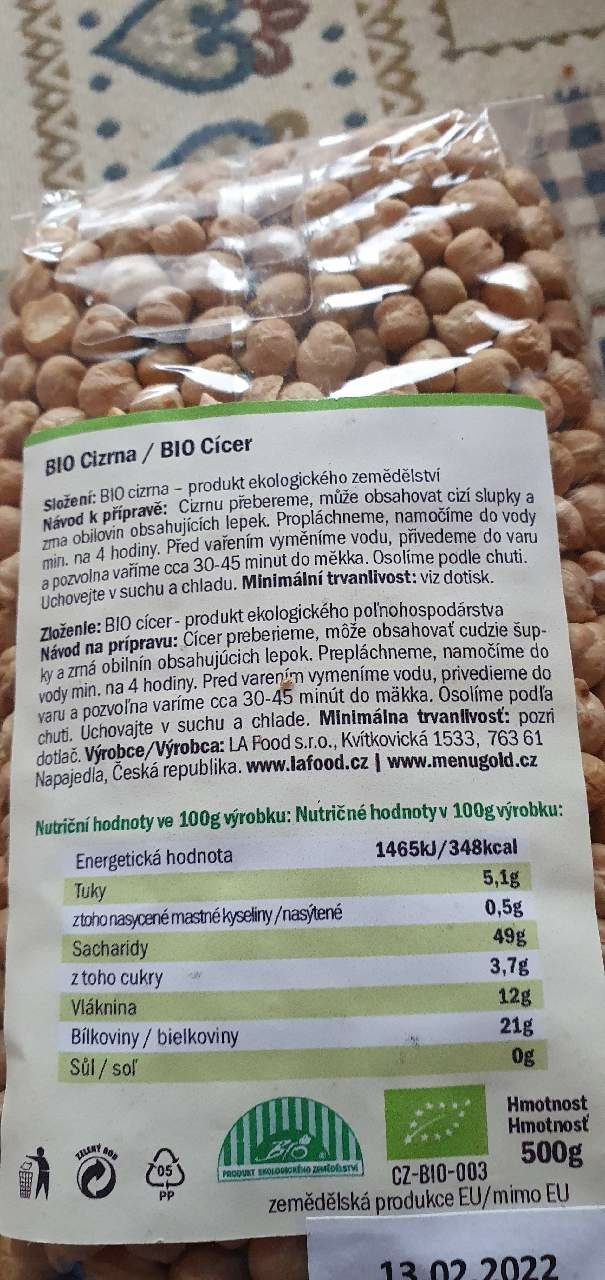 BIO Cizrna / BIO Cícer
Složení: BIO cizrna – produkt ekologického zemědělství
Návod k přípravě: Cizrnu přebereme, může obsahovat cizí slupky a
zrna obilovin obsahujících lepek. Propláchneme, namočíme do vody
min. na 4 hodiny. Před vařením vyměníme vodu, přivedeme do varu
a pozvolna vaříme cca 30-45 minut do měkka. Osolíme podle chuti.
Uchovejte v suchu a chladu. Minimální trvanlivost: viz dotisk.
Zloženie: BIO cícer - produkt ekologického poľnohospodárstva
Návod na prípravu: Cícer preberieme, môže obsahovať cudzie šup-
ky a zrná obilnín obsahujúcich lepok. Prepláchneme, namočíme do
vody min. na 4 hodiny. Pred varením vymeníme vodu, privedieme do
varu a pozvoľna varíme cca 30-45 minút do mäkka. Osolíme podľa
chuti. Uchovajte v suchu a chlade. Minimálna trvanlivosť: pozri
dotlač. Výrobce/Výrobca: LA Food s.r.o., Kvítkovická 1533, 763 61
Napajedla, Česká republika. www.lafood.cz | www.menugold.cz
Nutriční hodnoty ve 100g výrobku: Nutričné hodnoty v 100g výrobku:
Energetická hodnota 1465kJ/348kcal
Tuky 5,1g
z toho nasycené mastné kyseliny / nasýtené 0,5g
Sacharidy 49g
z toho cukry 3,7g
Vláknina 12g
Bílkoviny / bielkoviny 21g
Sůl / soľ 0g
ZELENÝ BOD
05
PP
BIO
PRODUKT EKOLOGICKÉHO ZEMĚDĚLSTVÍ
CZ-BIO-003
zemědělská produkce EU/mimo EU
Hmotnost
Hmotnosť
500g
13.02.2022